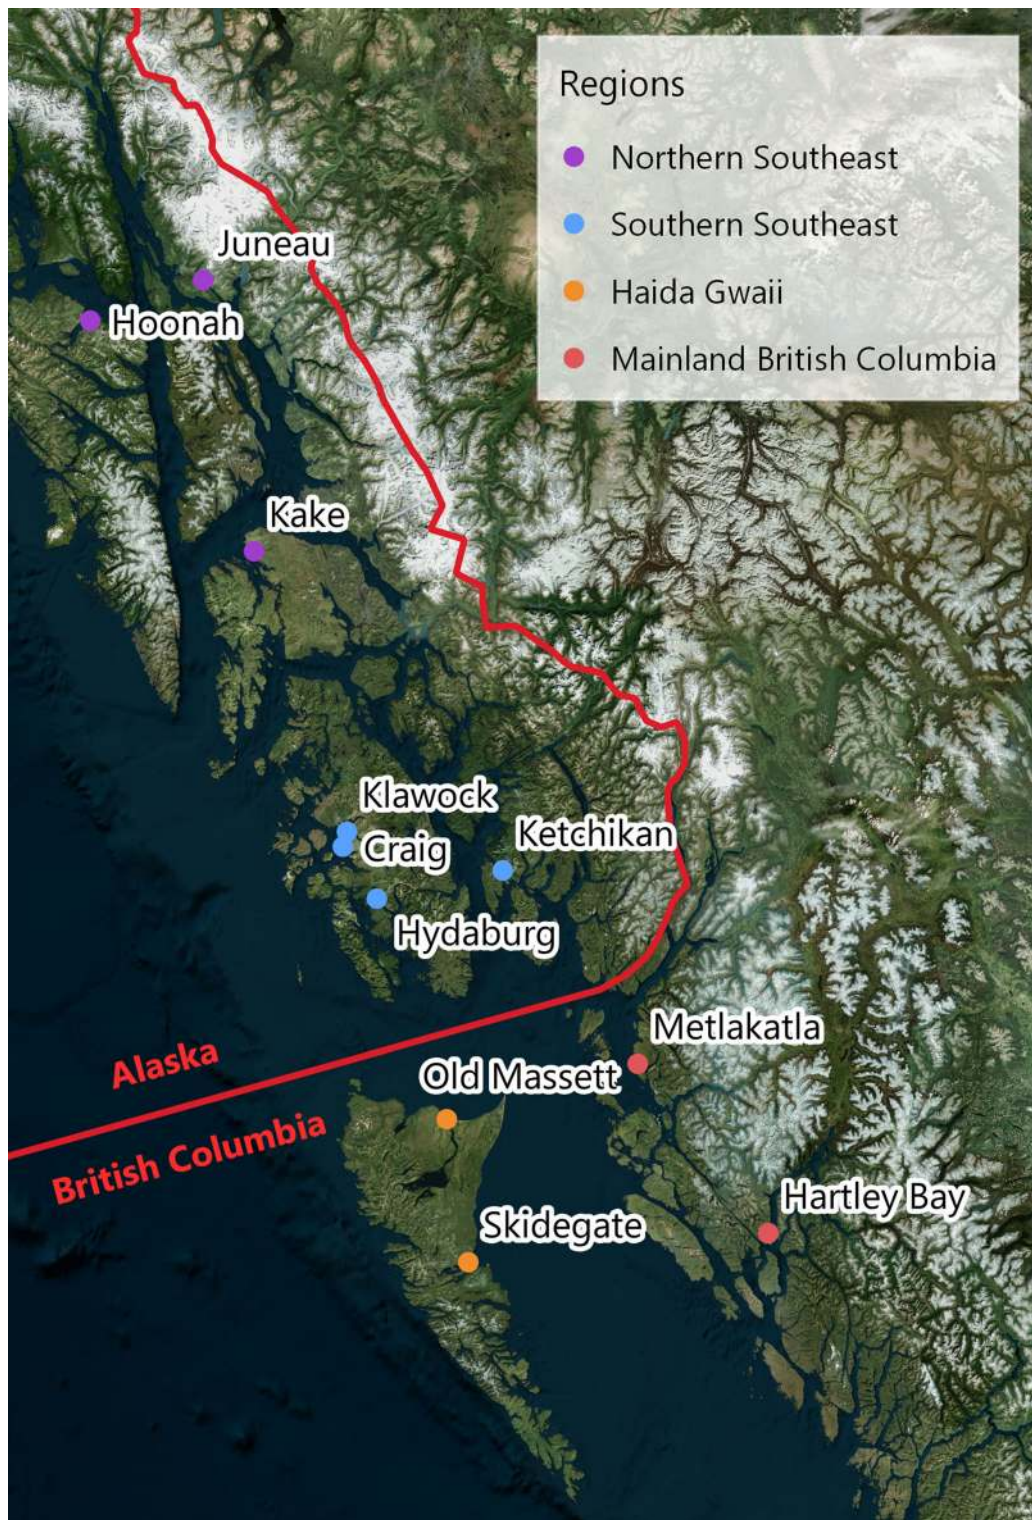 Regions
Northern Southeast
Southern Southeast
Haida Gwaii
Mainland British Columbia
Juneau
Hoonah
Kake
Klawock
Craig
Ketchikan
Hydaburg
Metlakatla
Alaska
Old Massett
British Columbia
Hartley Bay
Skidegate